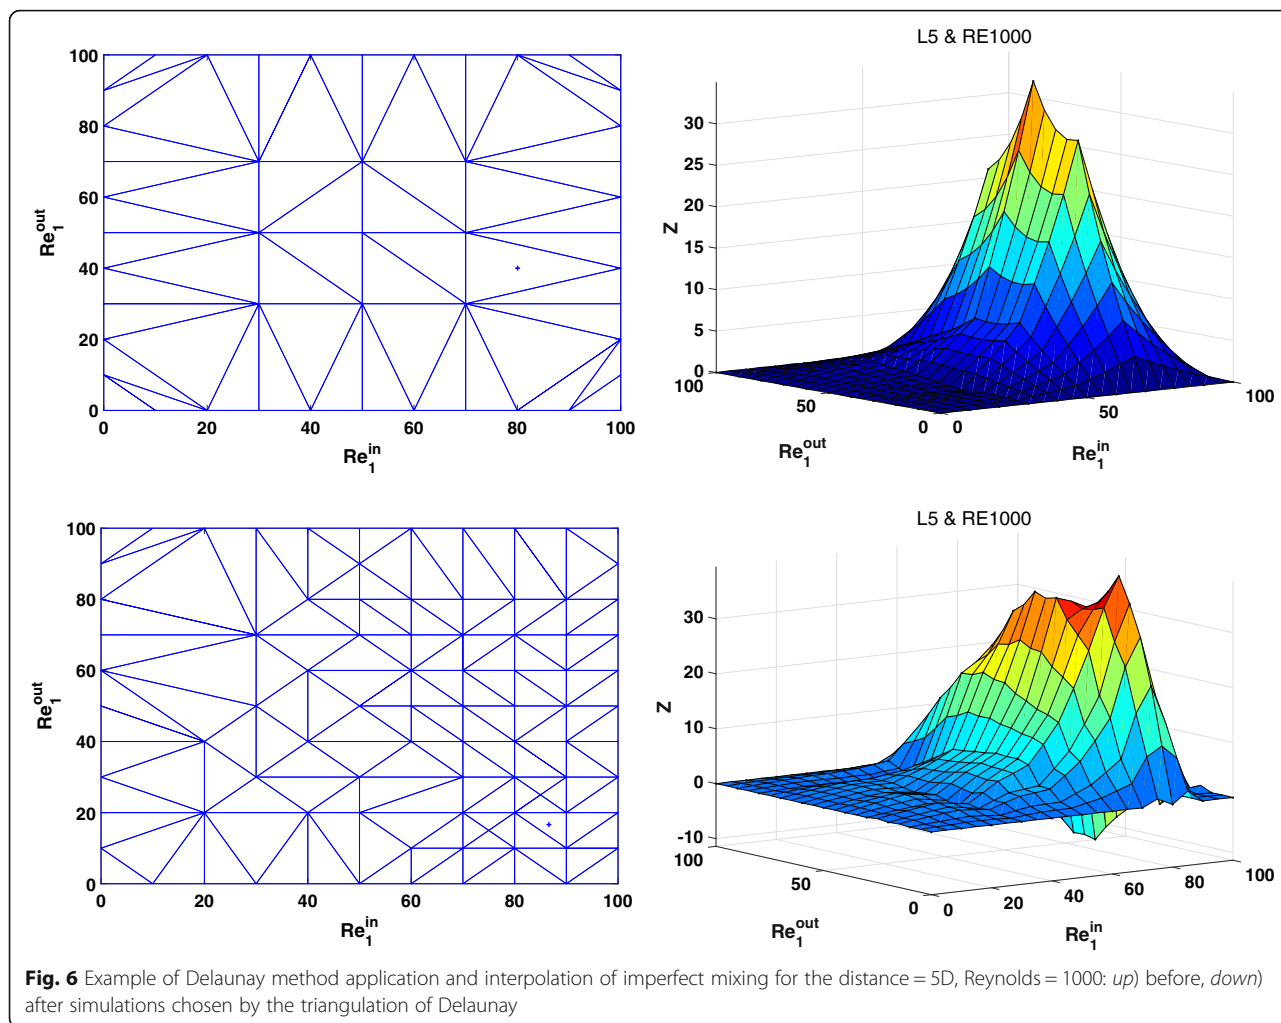 100
80
60
40
20
0
Re₁ᵒᵘᵗ
0 20 40 60 80 100
Re₁ⁱⁿ
L5 & RE1000
30
25
20
15
10
5
0
Z
100 50 0
Re₁ᵒᵘᵗ
0 50 100
Re₁ⁱⁿ
100
80
60
40
20
0
Re₁ᵒᵘᵗ
0 20 40 60 80 100
Re₁ⁱⁿ
L5 & RE1000
30
20
10
0
-10
Z
100 50 0
Re₁ᵒᵘᵗ
0 20 40 60 80 100
Re₁ⁱⁿ
Fig. 6 Example of Delaunay method application and interpolation of imperfect mixing for the distance = 5D, Reynolds = 1000: up) before, down)
after simulations chosen by the triangulation of Delaunay